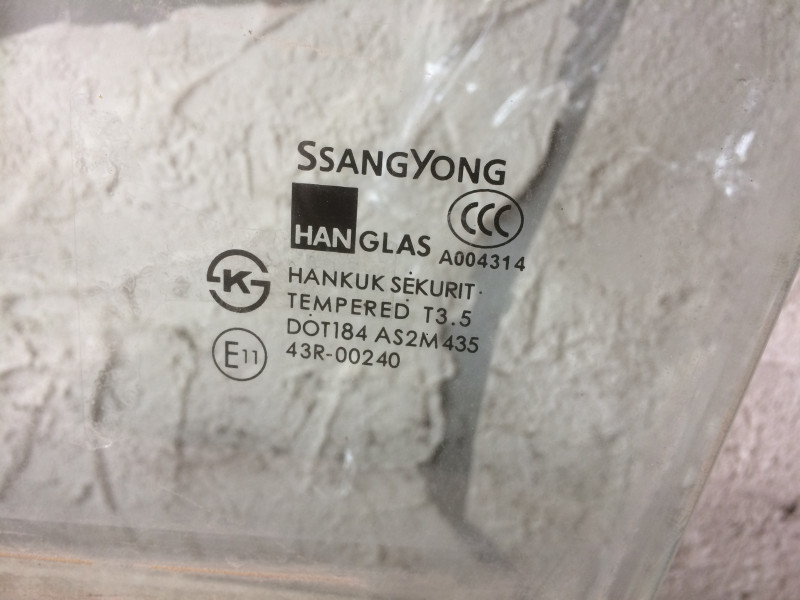 SSANGYONG
CCC
HANGLAS A004314
K
HANKUK SEKURIT
TEMPERED T3.5
DOT184 AS2M435
E11
43R-00240